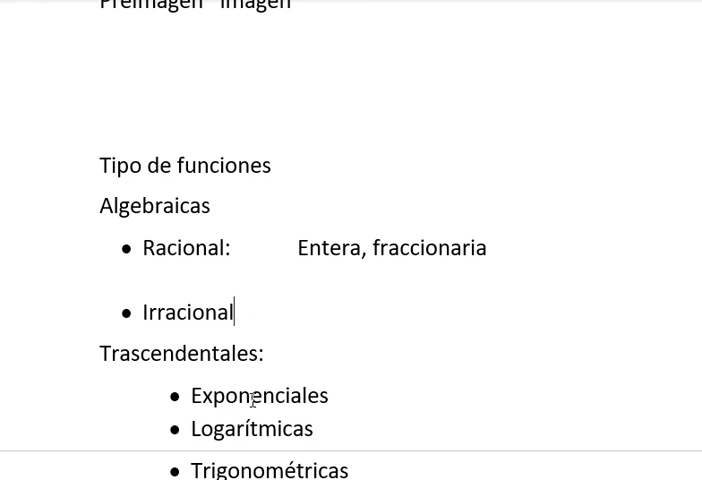 Preimagen Imagen
Tipo de funciones
Algebraicas
• Racional: Entera, fraccionaria
• Irracional
Trascendentales:
• Exponenciales
• Logarítmicas
• Trigonométricas